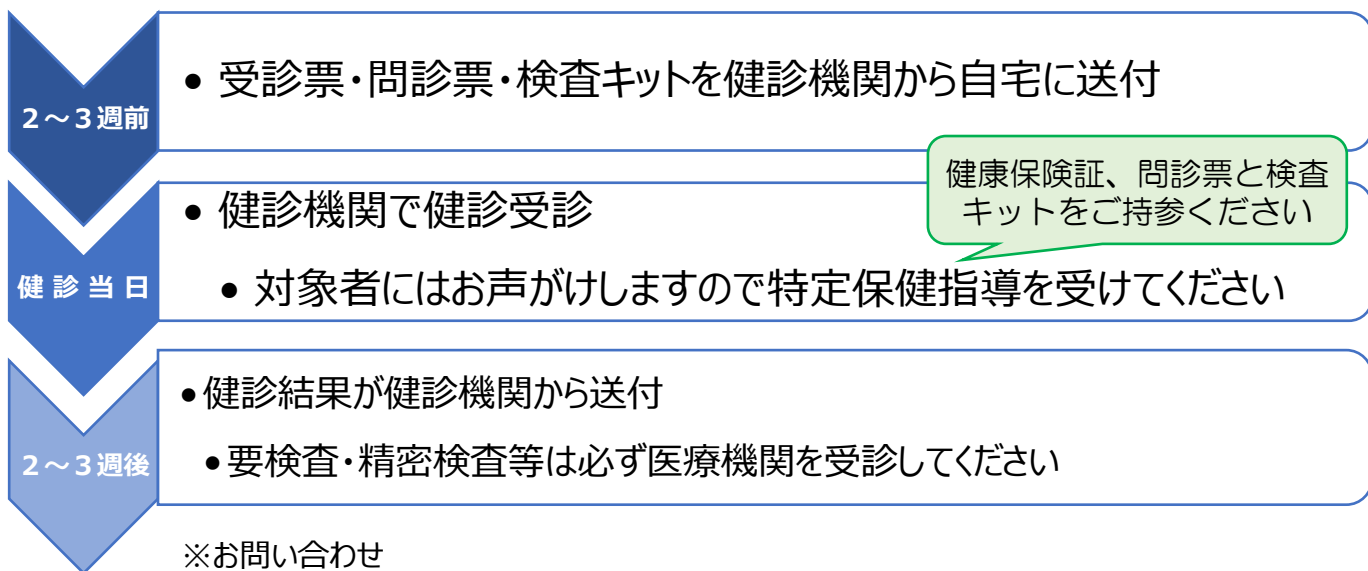 ２～３週前
• 受診票・問診票・検査キットを健診機関から自宅に送付
健康保険証、問診票と検査
キットをご持参ください
健 診 当 日
• 健診機関で健診受診
• 対象者にはお声がけしますので特定保健指導を受けてください
２～３週後
•健診結果が健診機関から送付
•要検査・精密検査等は必ず医療機関を受診してください
※お問い合わせ